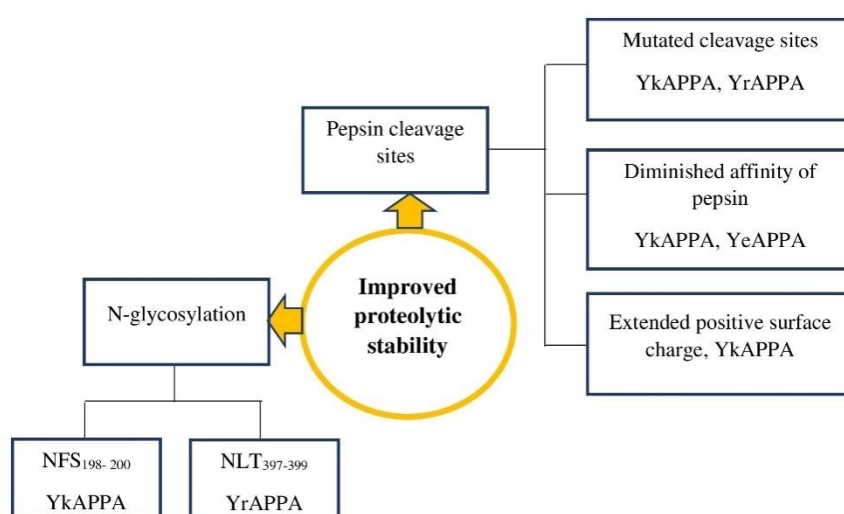 Mutated cleavage sites
YkAPPA, YrAPPA
Pepsin cleavage
sites
Diminished affinity of
pepsin
YkAPPA, YeAPPA
Improved
proteolytic
stability
N-glycosylation
Extended positive surface
charge, YkAPPA
NFS198- 200
YkAPPA
NLT397-399
YrAPPA